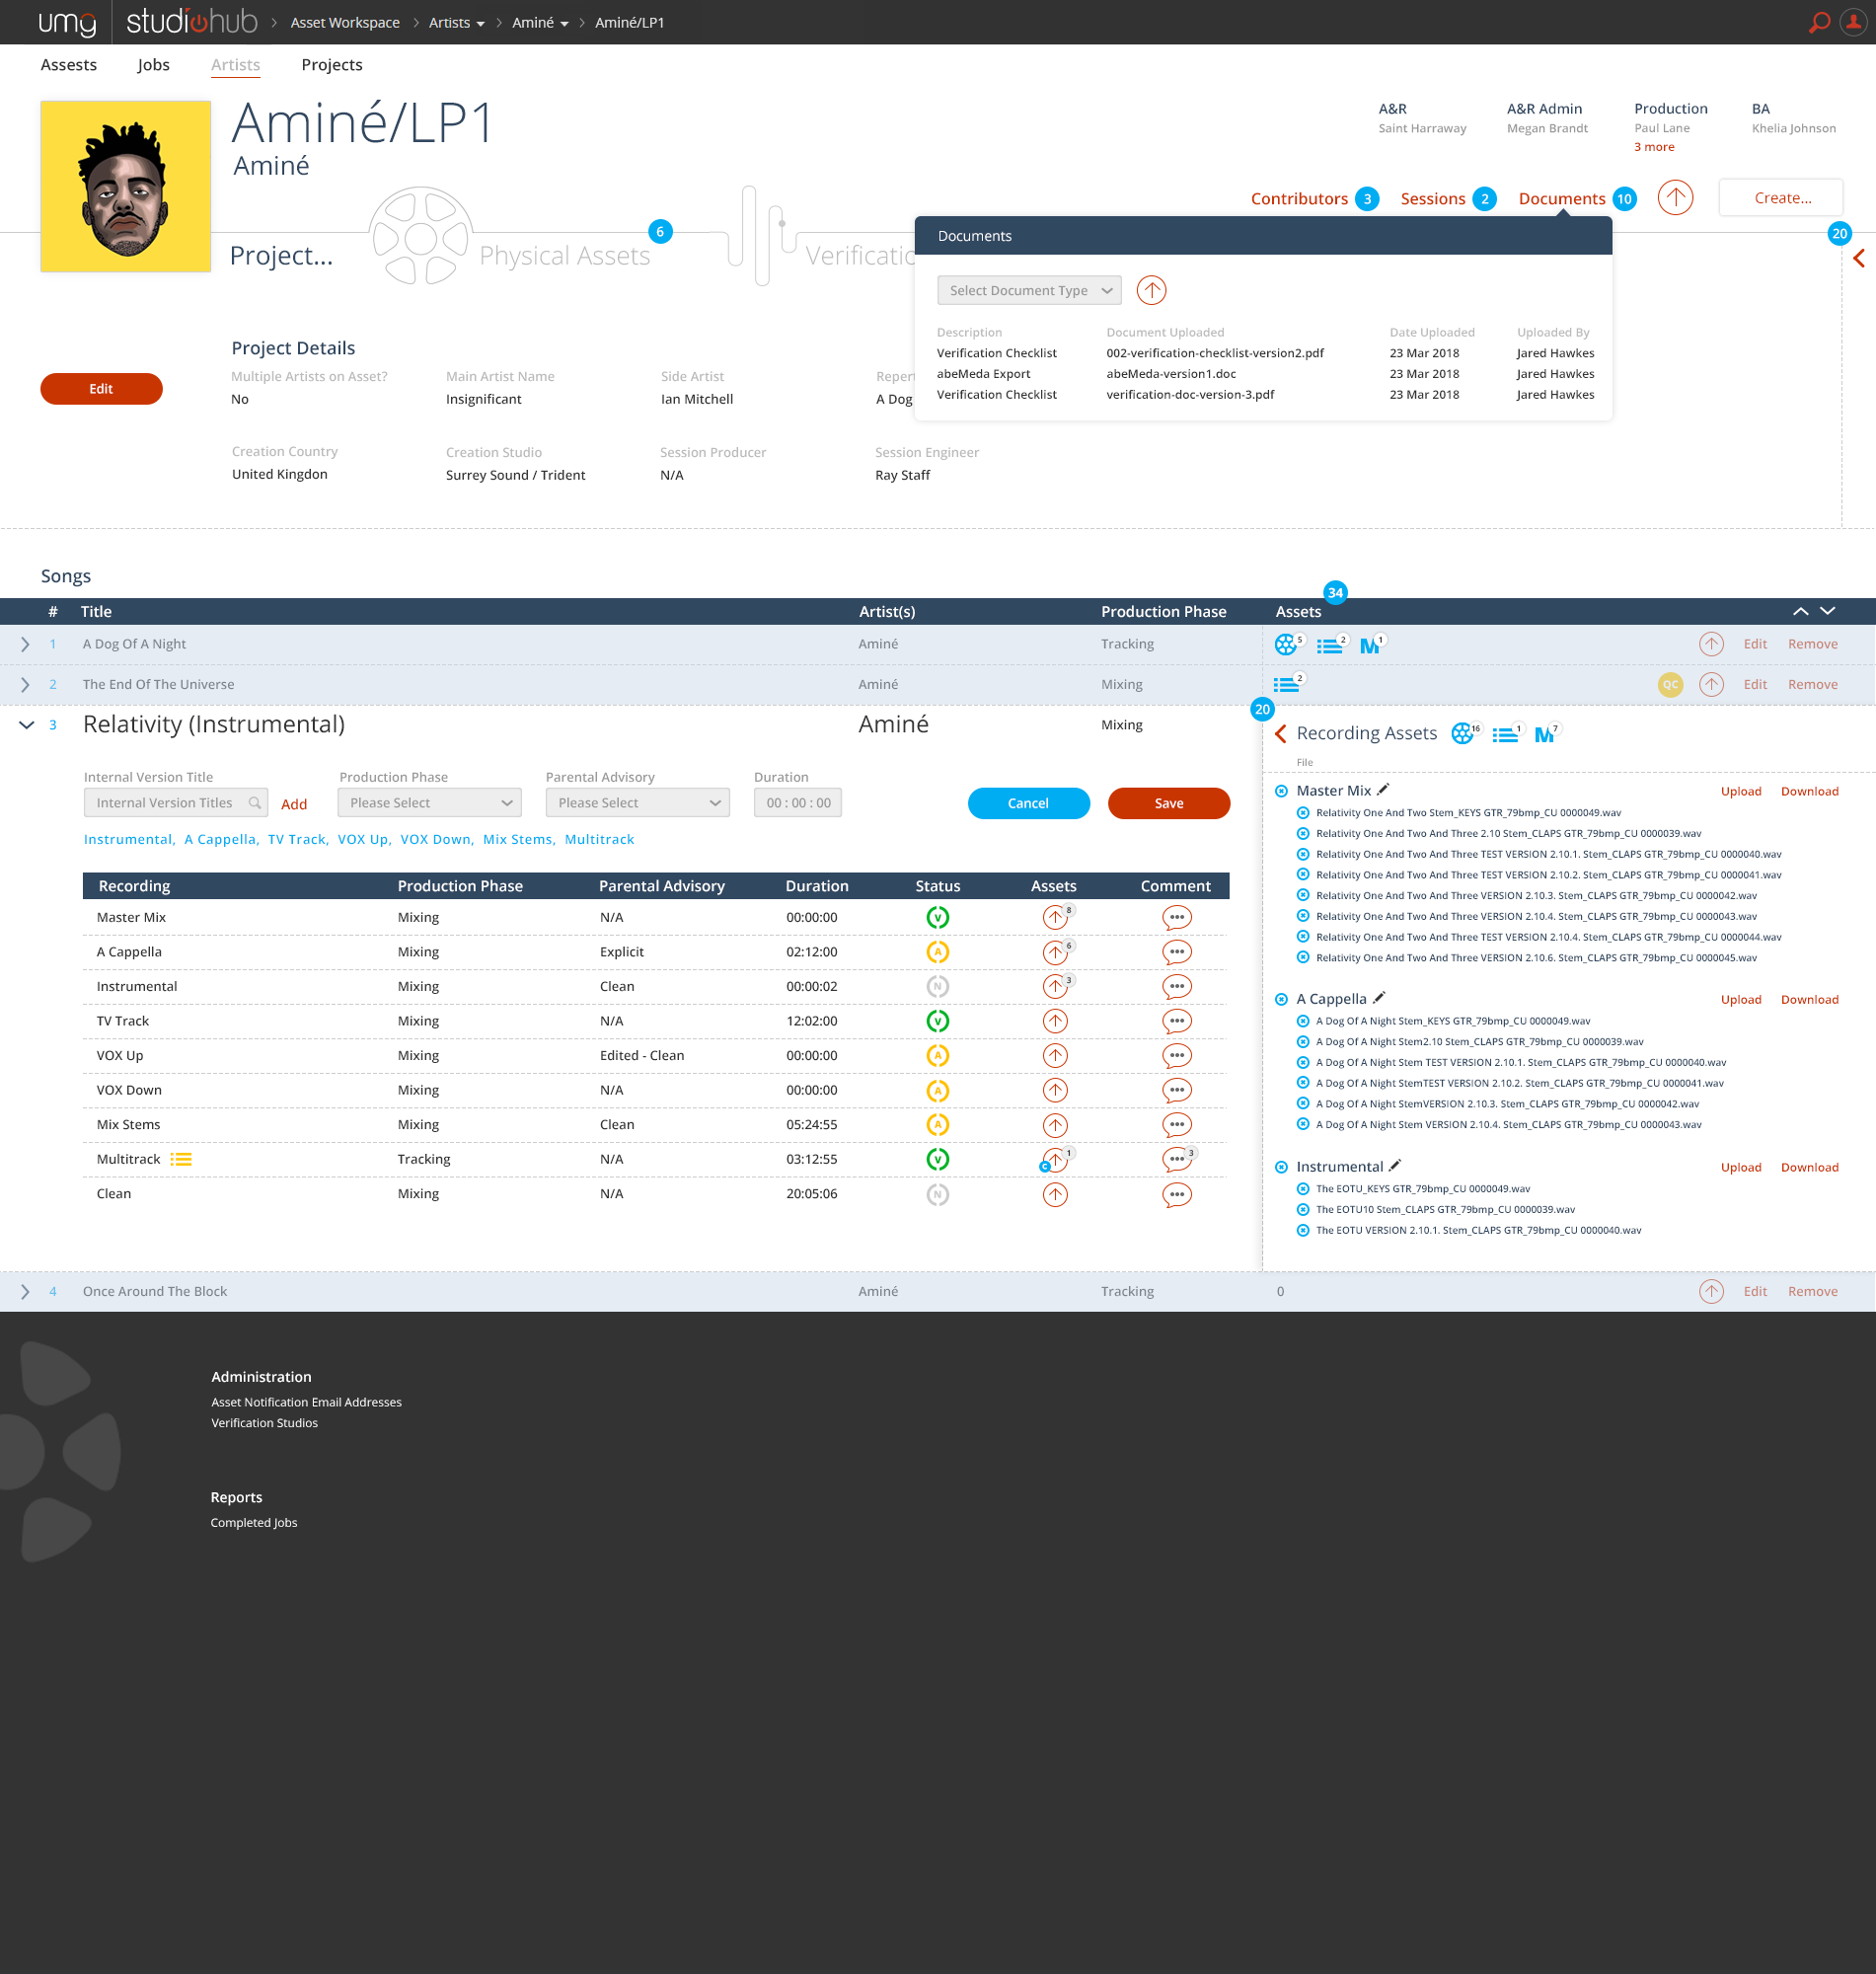 umg studiohub Asset Workspace Artists Aminé Aminé/LP1
Assests Jobs Artists Projects
Aminé/LP1
Aminé
A&R A&R Admin Production BA
Saint Harraway Megan Brandt Paul Lane Khelia Johnson
3 more
Contributors 3 Sessions 2 Documents 10 Create...
Project... Physical Assets 6 Verificatio 20
Documents
Select Document Type
Description Document Uploaded Date Uploaded Uploaded By
Verification Checklist 002-verification-checklist-version2.pdf 23 Mar 2018 Jared Hawkes
abeMeda Export abeMeda-version1.doc 23 Mar 2018 Jared Hawkes
Verification Checklist verification-doc-version-3.pdf 23 Mar 2018 Jared Hawkes
Project Details
Edit
Multiple Artists on Asset? Main Artist Name Side Artist Repert
No Insignificant Ian Mitchell A Dog
Creation Country Creation Studio Session Producer Session Engineer
United Kingdon Surrey Sound / Trident N/A Ray Staff
Songs
34
# Title Artist(s) Production Phase Assets
1 A Dog Of A Night Aminé Tracking 5 2 M 1 Edit Remove
2 The End Of The Universe Aminé Mixing 2 QC Edit Remove
3 Relativity (Instrumental) Aminé Mixing
Internal Version Title Production Phase Parental Advisory Duration
Internal Version Titles Add Please Select Please Select 00 : 00 : 00 Cancel Save
Instrumental, A Cappella, TV Track, VOX Up, VOX Down, Mix Stems, Multitrack
Recording Production Phase Parental Advisory Duration Status Assets Comment
Master Mix Mixing N/A 00:00:00 V 8
A Cappella Mixing Explicit 02:12:00 A 6
Instrumental Mixing Clean 00:00:02 N 3
TV Track Mixing N/A 12:02:00 V
VOX Up Mixing Edited - Clean 00:00:00 A
VOX Down Mixing N/A 00:00:00 A
Mix Stems Mixing Clean 05:24:55 A
Multitrack Tracking N/A 03:12:55 V C 1 3
Clean Mixing N/A 20:05:06 N
20
Recording Assets 16 1 M 7
File
Master Mix Upload Download
Relativity One And Two Stem_KEYS GTR_79bmp_CU 0000049.wav
Relativity One And Two And Three 2.10 Stem_CLAPS GTR_79bmp_CU 0000039.wav
Relativity One And Two And Three TEST VERSION 2.10.1. Stem_CLAPS GTR_79bmp_CU 0000040.wav
Relativity One And Two And Three TEST VERSION 2.10.2. Stem_CLAPS GTR_79bmp_CU 0000041.wav
Relativity One And Two And Three VERSION 2.10.3. Stem_CLAPS GTR_79bmp_CU 0000042.wav
Relativity One And Two And Three VERSION 2.10.4. Stem_CLAPS GTR_79bmp_CU 0000043.wav
Relativity One And Two And Three TEST VERSION 2.10.4. Stem_CLAPS GTR_79bmp_CU 0000044.wav
Relativity One And Two And Three VERSION 2.10.6. Stem_CLAPS GTR_79bmp_CU 0000045.wav
A Cappella Upload Download
A Dog Of A Night Stem_KEYS GTR_79bmp_CU 0000049.wav
A Dog Of A Night Stem2.10 Stem_CLAPS GTR_79bmp_CU 0000039.wav
A Dog Of A Night Stem TEST VERSION 2.10.1. Stem_CLAPS GTR_79bmp_CU 0000040.wav
A Dog Of A Night StemTEST VERSION 2.10.2. Stem_CLAPS GTR_79bmp_CU 0000041.wav
A Dog Of A Night StemVERSION 2.10.3. Stem_CLAPS GTR_79bmp_CU 0000042.wav
A Dog Of A Night Stem VERSION 2.10.4. Stem_CLAPS GTR_79bmp_CU 0000043.wav
Instrumental Upload Download
The EOTU_KEYS GTR_79bmp_CU 0000049.wav
The EOTU10 Stem_CLAPS GTR_79bmp_CU 0000039.wav
The EOTU VERSION 2.10.1. Stem_CLAPS GTR_79bmp_CU 0000040.wav
4 Once Around The Block Aminé Tracking 0 Edit Remove
Administration
Asset Notification Email Addresses
Verification Studios
Reports
Completed Jobs